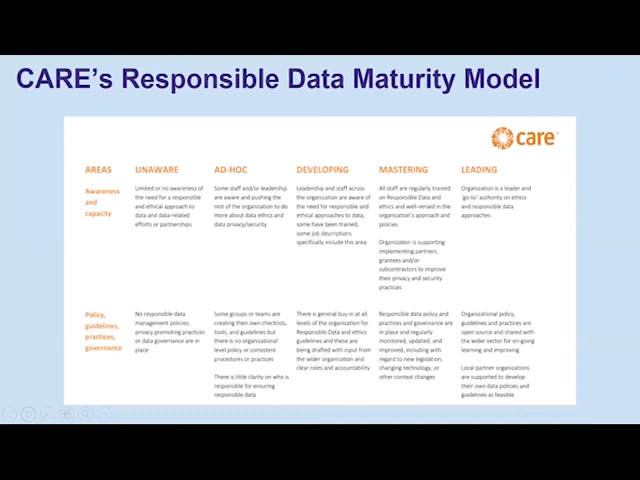 CARE's Responsible Data Maturity Model
care
AREAS UNAWARE AD-HOC DEVELOPING MASTERING LEADING
Awareness
and
capacity
Limited or no awareness of
the need for a responsible
and ethical approach to
data and data-related
efforts or partnerships
Some staff and/or leadership
are aware and pushing the
rest of the organization to do
more about data ethics and
data privacy/security
Leadership and staff across
the organization are aware of
the need for responsible and
ethical approaches to data,
some have been trained,
some job descriptions
specifically include this area
All staff are regularly trained
on Responsible Data and
ethics and well-versed in the
organization's approach and
policies
Organization is supporting
implementing partners,
grantees and/or
subcontractors to improve
their privacy and security
practices
Organization is a leader and
'go-to' authority on ethics
and responsible data
approaches
Policy,
guidelines,
practices,
governance
No responsible data
management policies,
privacy promoting practices
or data governance are in
place
Some groups or teams are
creating their own checklists,
tools, and guidelines but
there is no organizational
level policy or consistent
procedures or practices
There is little clarity on who is
responsible for ensuring
responsible data
There is general buy-in at all
levels of the organization for
Responsible Data and ethics
guidelines and these are
being drafted with input from
the wider organization and
clear roles and accountability
Responsible data policy and
practices and governance are
in place and regularly
monitored, updated, and
improved, including with
regard to new legislation,
changing technology, or
other context changes
Organizational policy,
guidelines and practices are
open source and shared with
the wider sector for on-going
learning and improving
Local partner organizations
are supported to develop
their own data policies and
guidelines as feasible